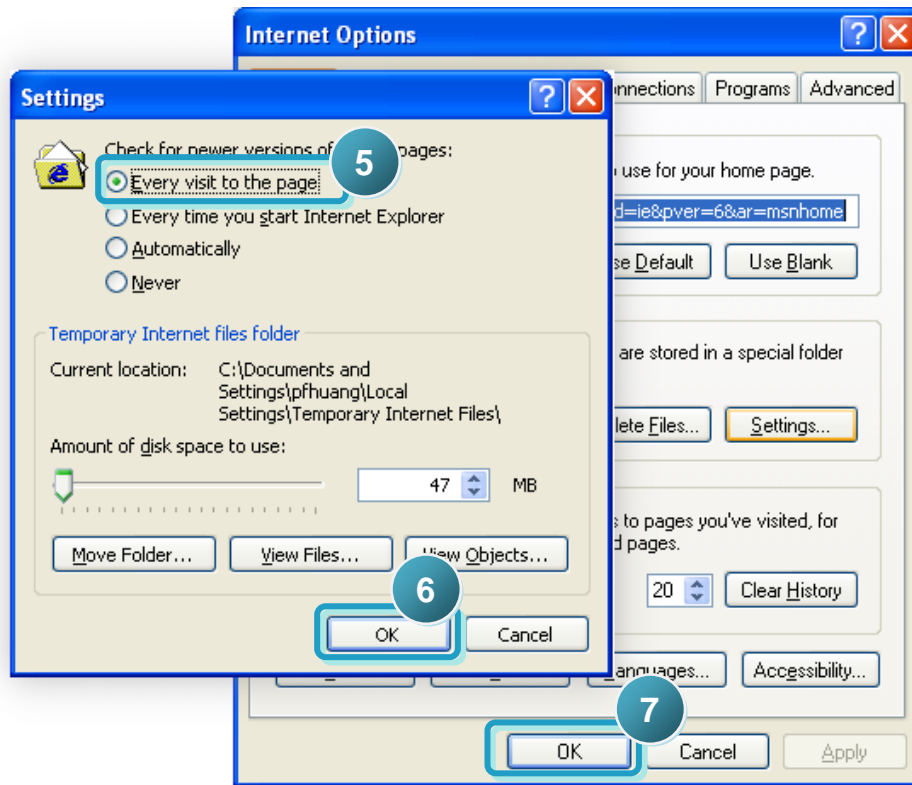 Internet Options
Settings
Check for newer versions of pages:
5
Every visit to the page
Every time you start Internet Explorer
Automatically
Never
Temporary Internet files folder
Current location: C:\Documents and
Settings\pfhuang\Local
Settings\Temporary Internet Files\
Amount of disk space to use:
47 MB
Move Folder... View Files... View Objects...
6
OK Cancel
Programs Advanced
use for your home page.
d=ie&pver=6&ar=msnhome
Default Use Blank
are stored in a special folder
Files... Settings...
to pages you've visited, for
pages.
20 Clear History
Languages... Accessibility...
7
OK Cancel Apply